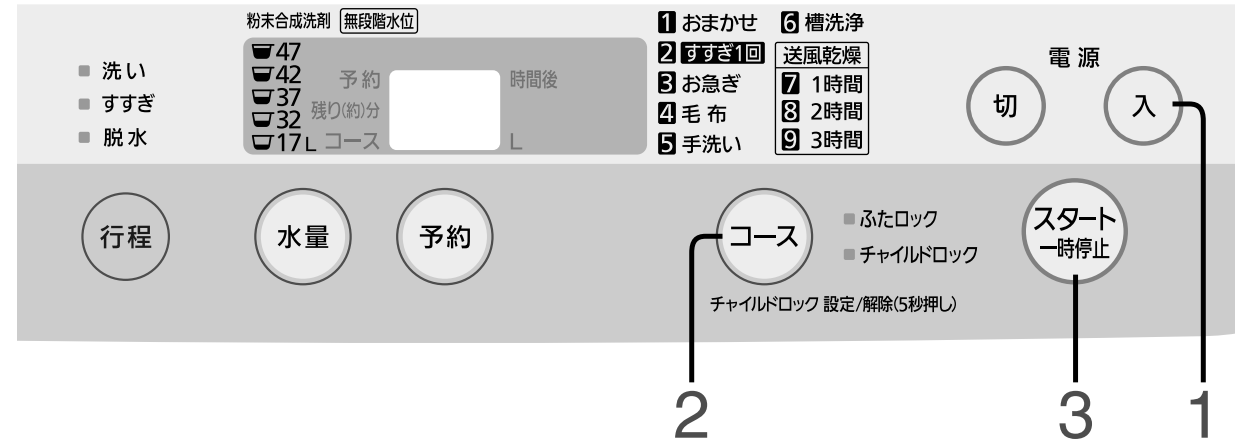 粉末合成洗剤 無段階水位
47
42
37
32
17L
予約
残り(約)分
コース
時間後
L
洗い
すすぎ
脱水
1 おまかせ
2 すすぎ1回
3 お急ぎ
4 毛布
5 手洗い
6 槽洗浄
送風乾燥
7 1時間
8 2時間
9 3時間
電源
切
入
行程
水量
予約
コース
ふたロック
チャイルドロック
チャイルドロック 設定/解除(5秒押し)
スタート
一時停止
2
3
1